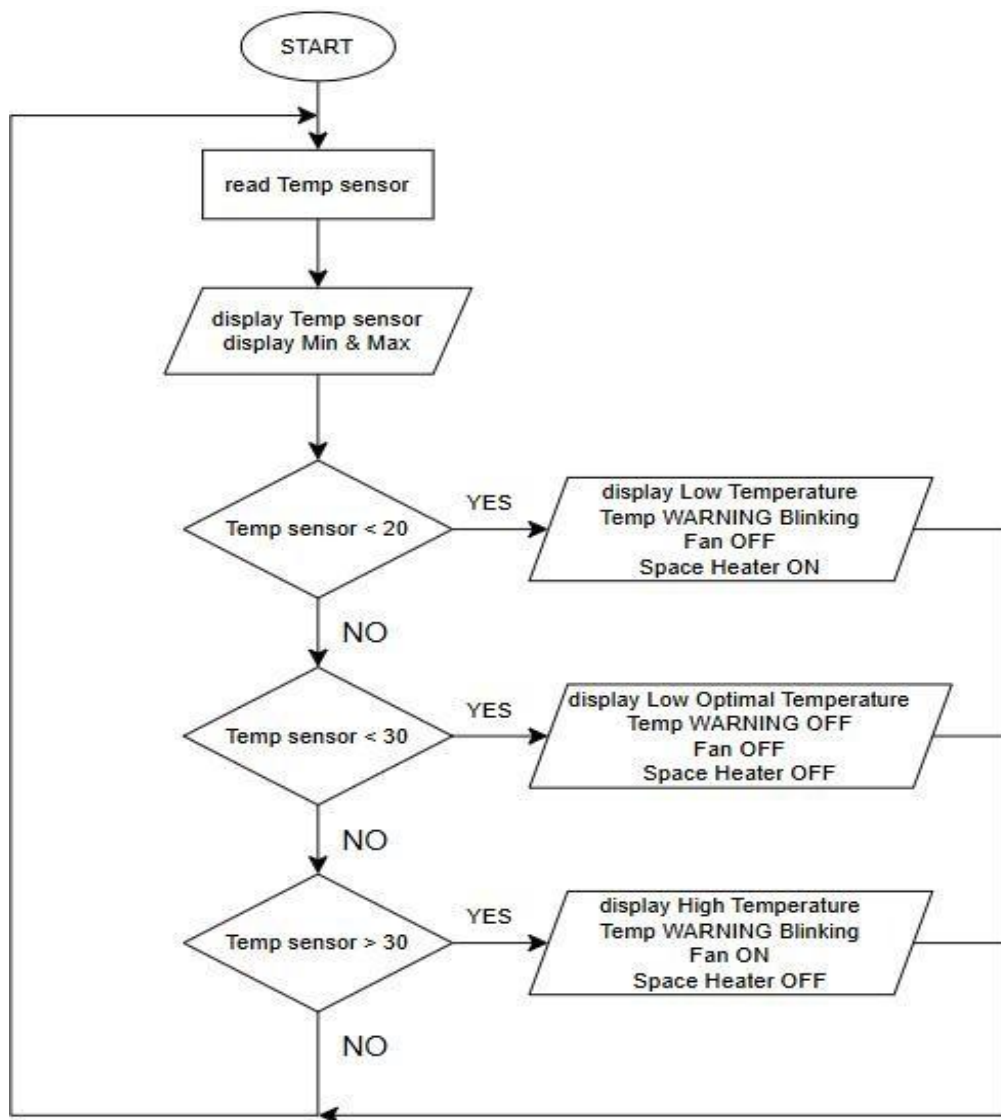 START
read Temp sensor
display Temp sensor
display Min & Max
Temp sensor < 20
YES
display Low Temperature
Temp WARNING Blinking
Fan OFF
Space Heater ON
NO
Temp sensor < 30
YES
display Low Optimal Temperature
Temp WARNING OFF
Fan OFF
Space Heater OFF
NO
Temp sensor > 30
YES
display High Temperature
Temp WARNING Blinking
Fan ON
Space Heater OFF
NO